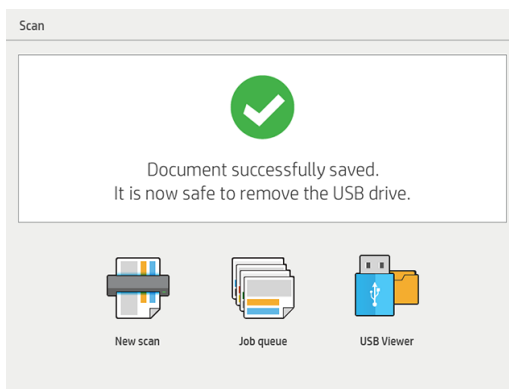 Scan
Document successfully saved.
It is now safe to remove the USB drive.
New scan
Job queue
USB Viewer